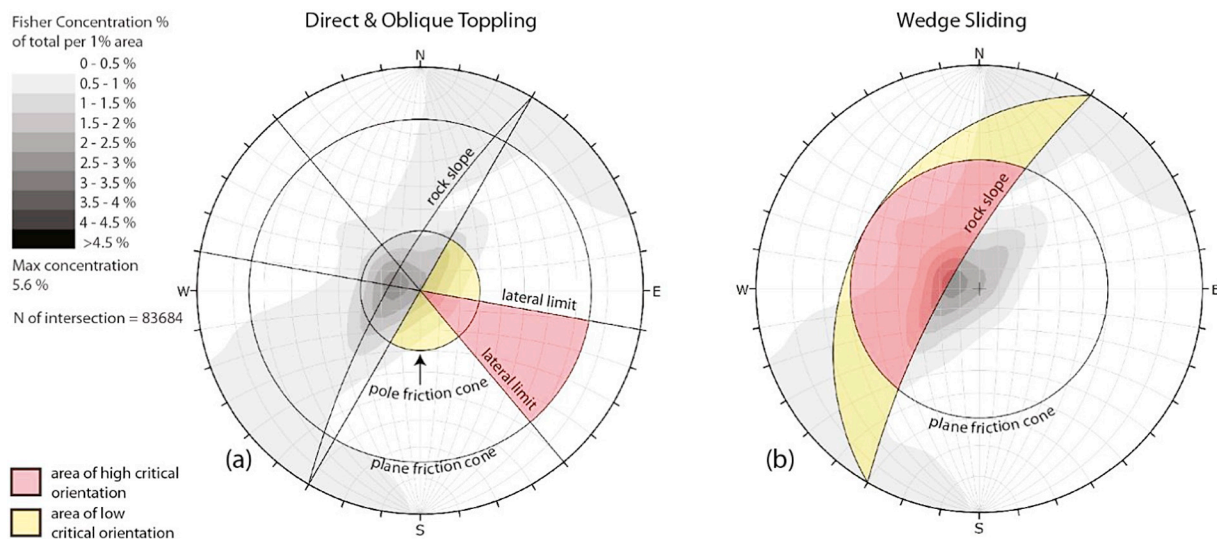 Fisher Concentration %
of total per 1% area
0 - 0.5 %
0.5 - 1 %
1 - 1.5 %
1.5 - 2 %
2 - 2.5 %
2.5 - 3 %
3 - 3.5 %
3.5 - 4 %
4 - 4.5 %
>4.5 %
Max concentration
5.6 %
N of intersection = 83684
area of high critical
orientation
area of low
critical orientation
Direct & Oblique Toppling
N
W
E
S
rock slope
lateral limit
lateral limit
pole friction cone
plane friction cone
(a)
Wedge Sliding
N
W
E
S
rock slope
plane friction cone
(b)